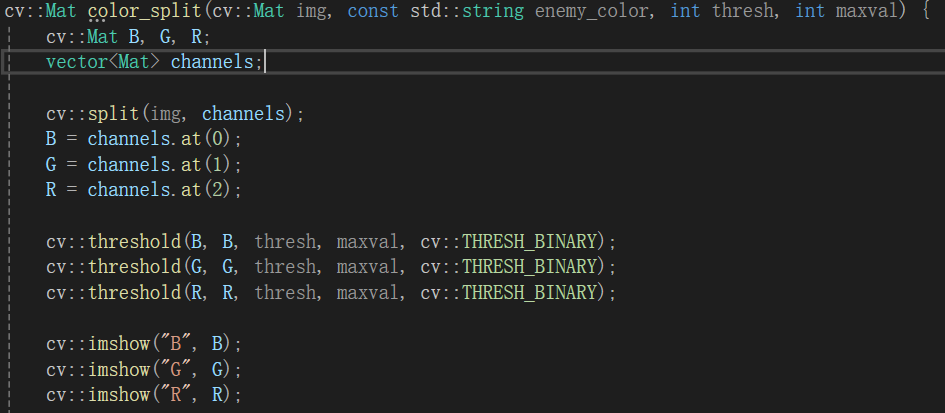 cv::Mat color_split(cv::Mat img, const std::string enemy_color, int thresh, int maxval) {
cv::Mat B, G, R;
vector<Mat> channels;
cv::split(img, channels);
B = channels.at(0);
G = channels.at(1);
R = channels.at(2);
cv::threshold(B, B, thresh, maxval, cv::THRESH_BINARY);
cv::threshold(G, G, thresh, maxval, cv::THRESH_BINARY);
cv::threshold(R, R, thresh, maxval, cv::THRESH_BINARY);
cv::imshow("B", B);
cv::imshow("G", G);
cv::imshow("R", R);